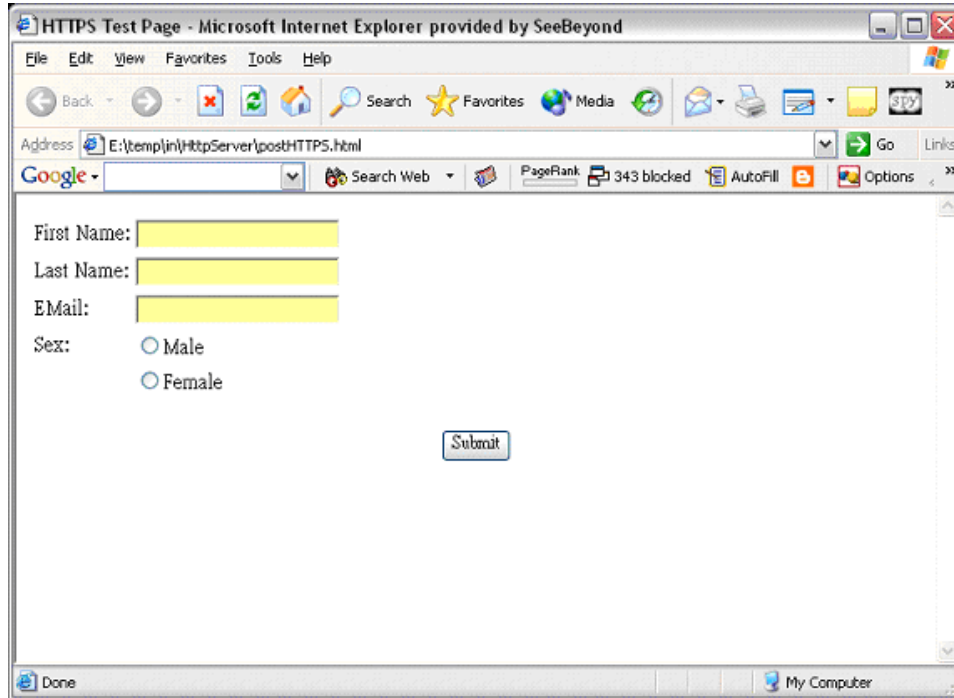 HTTPS Test Page - Microsoft Internet Explorer provided by SeeBeyond
File Edit View Favorites Tools Help
Back Search Favorites Media SPY »
Address E:\temp\in\HttpServer\postHTTPS.html Go Links
Google Search Web PageRank 343 blocked AutoFill Options »
First Name:
Last Name:
EMail:
Sex: Male
Female
Submit
Done My Computer